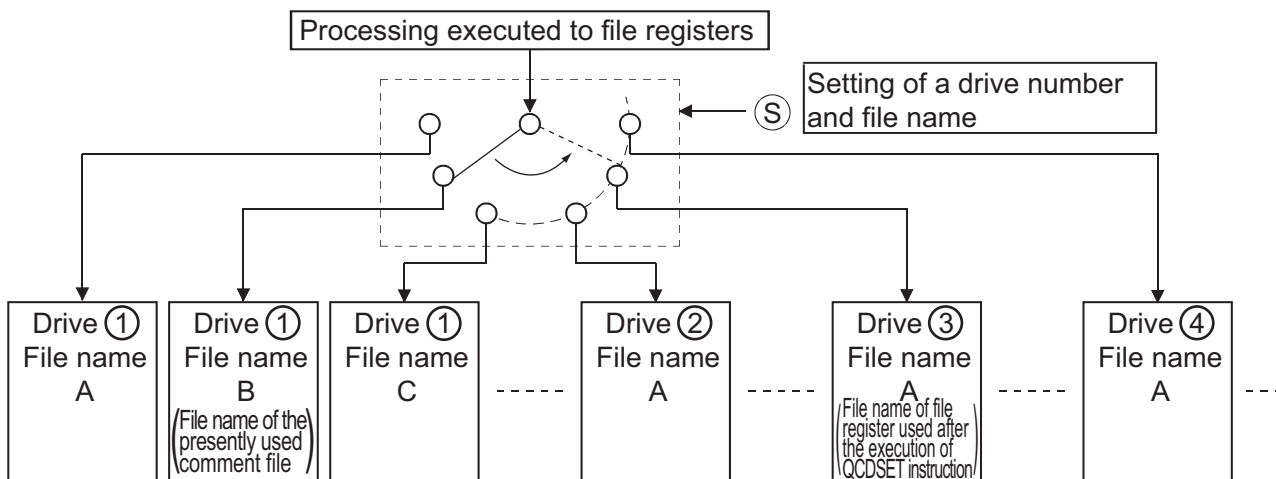 Processing executed to file registers
Ⓢ
Setting of a drive number
and file name
Drive ①
File name
A
Drive ①
File name
B
(File name of the
presently used
comment file)
Drive ①
File name
C
Drive ②
File name
A
Drive ③
File name
A
(File name of file
register used after
the execution of
QCDSET instruction)
Drive ④
File name
A